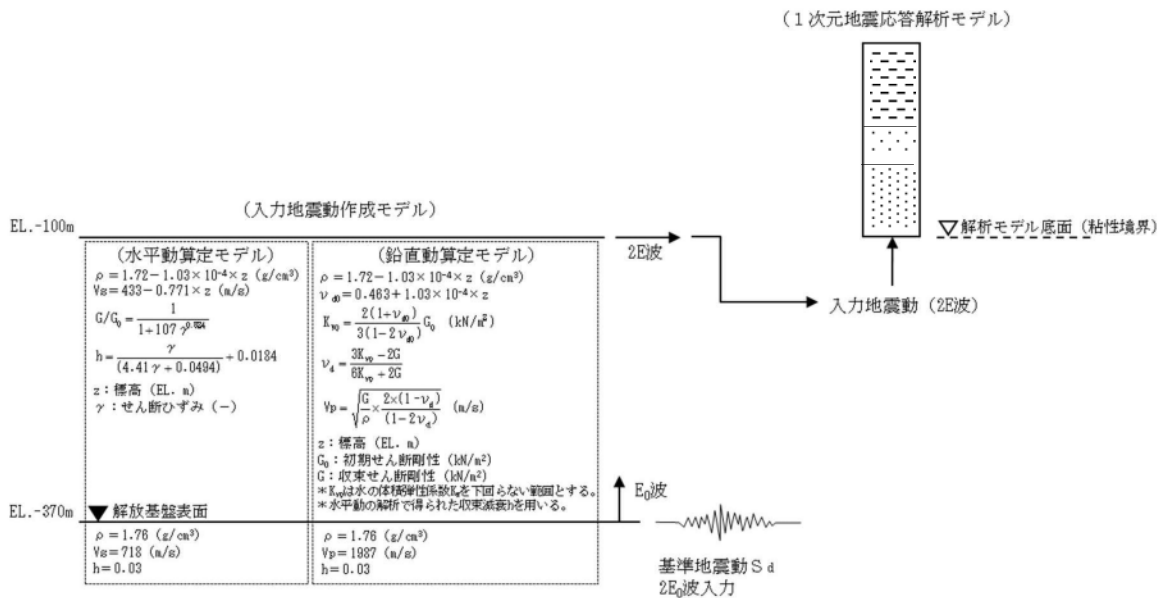 (1次元地震応答解析モデル)
(入力地震動作成モデル)
EL.-100m
2E波
▽解析モデル底面(粘性境界)
入力地震動(2E波)
(水平動算定モデル)
ρ=1.72-1.03×10⁻⁴×z (g/cm³)
Vs=433-0.771×z (m/s)
G/G₀=1/(1+107γ^0.824)
h=γ/(4.41γ+0.0494)+0.0184
z:標高(EL. m)
γ:せん断ひずみ(-)
(鉛直動算定モデル)
ρ=1.72-1.03×10⁻⁴×z (g/cm³)
ν_d0=0.463+1.03×10⁻⁴×z
K_v0=2(1+ν_d0)/3(1-2ν_d0) G₀ (kN/m²)
ν_d=(3K_v0-2G)/(6K_v0+2G)
Vp=√(G/ρ×2×(1-ν_d)/(1-2ν_d)) (m/s)
z:標高(EL. m)
G₀:初期せん断剛性(kN/m²)
G:収束せん断剛性(kN/m²)
*K_v0は水の体積弾性係数K_wを下回らない範囲とする。
*水平動の解析で得られた収束減衰hを用いる。
E₀波
EL.-370m
▼ 解放基盤表面
ρ=1.76 (g/cm³)
Vs=718 (m/s)
h=0.03
ρ=1.76 (g/cm³)
Vp=1987 (m/s)
h=0.03
基準地震動Sd
2E₀波入力